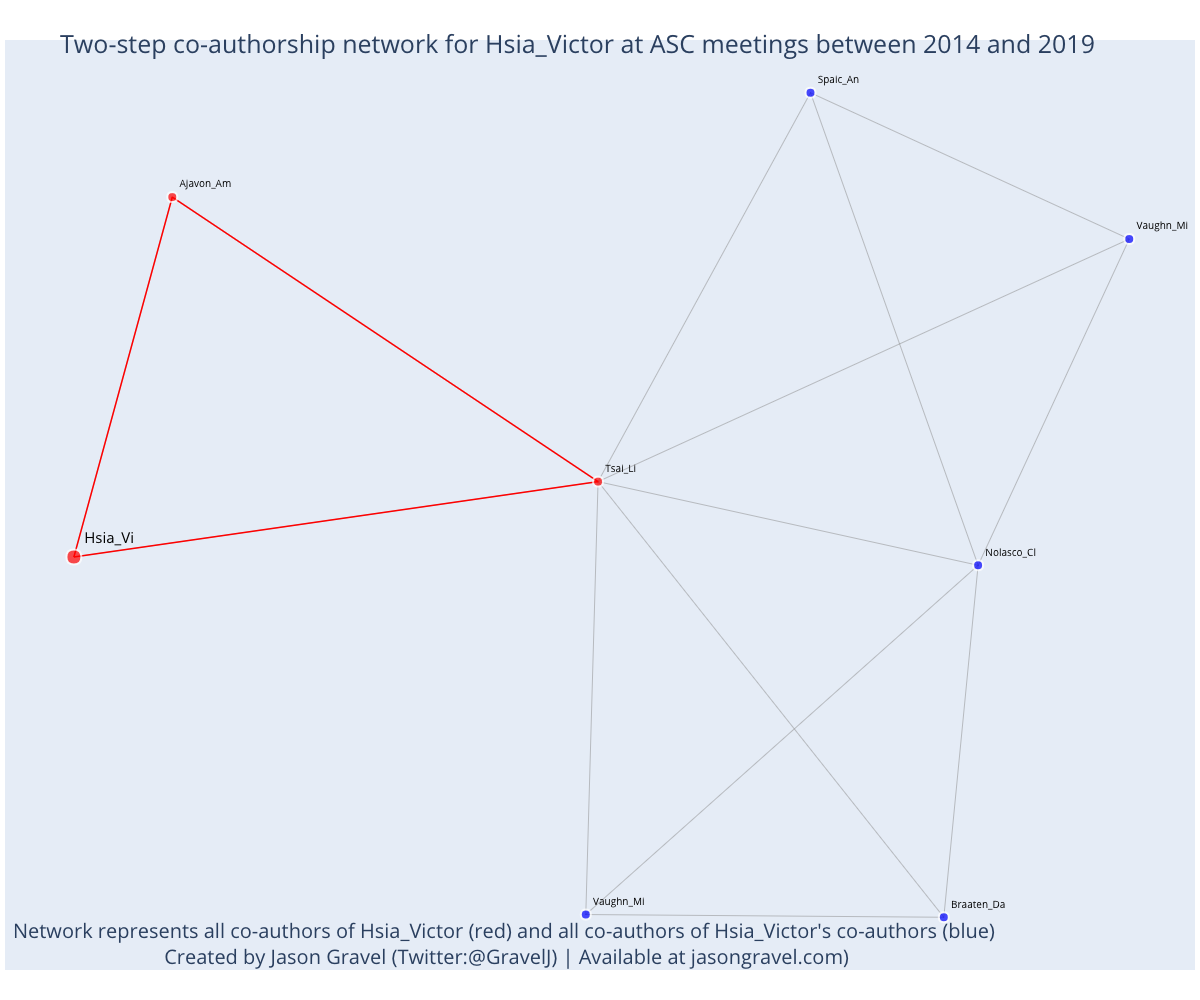 Two-step co-authorship network for Hsia_Victor at ASC meetings between 2014 and 2019
Spaic_An
Ajavon_Am
Vaughn_Mi
Tsai_Li
Hsia_Vi
Nolasco_Cl
Vaughn_Mi
Braaten_Da
Network represents all co-authors of Hsia_Victor (red) and all co-authors of Hsia_Victor's co-authors (blue)
Created by Jason Gravel (Twitter:@GravelJ) | Available at jasongravel.com)